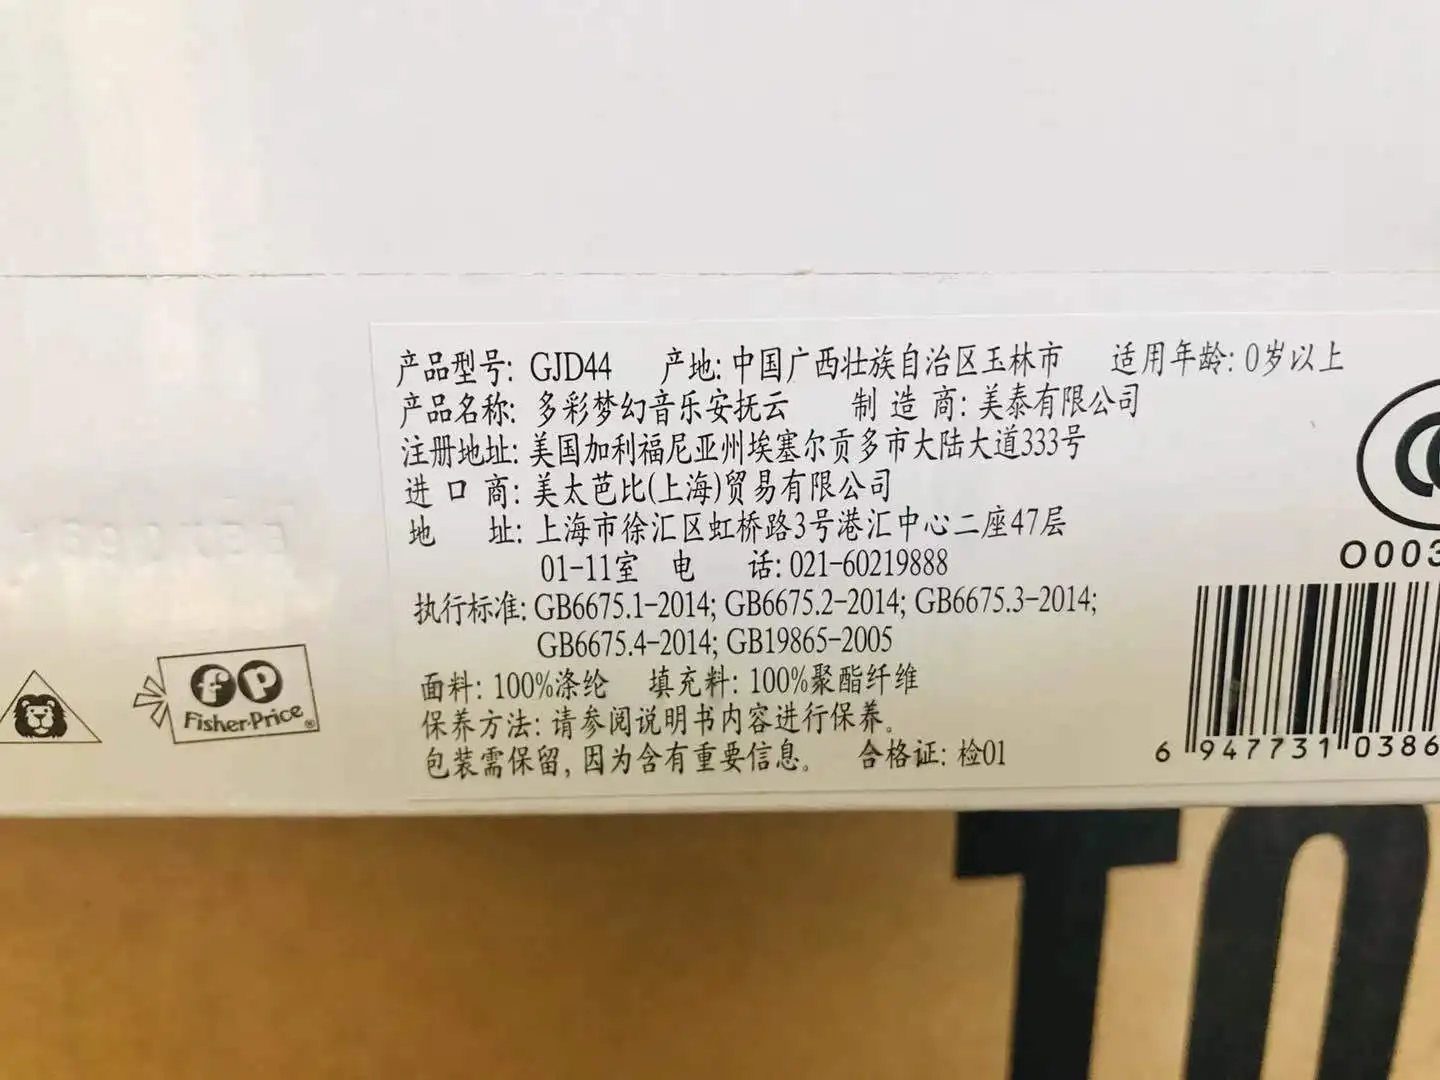 产品型号: GJD44 产地: 中国广西壮族自治区玉林市 适用年龄: 0岁以上
产品名称: 多彩梦幻音乐安抚云 制造商: 美泰有限公司
注册地址: 美国加利福尼亚州埃塞尔贡多市大陆大道333号
进口商: 美太芭比(上海)贸易有限公司
地址: 上海市徐汇区虹桥路3号港汇中心二座47层
01-11室 电话: 021-60219888
执行标准: GB6675.1-2014; GB6675.2-2014; GB6675.3-2014;
GB6675.4-2014; GB19865-2005
面料: 100%涤纶 填充料: 100%聚酯纤维
保养方法: 请参阅说明书内容进行保养。
包装需保留, 因为含有重要信息。 合格证: 检01
fp
Fisher-Price®
O0003
6 947731 0386
TO